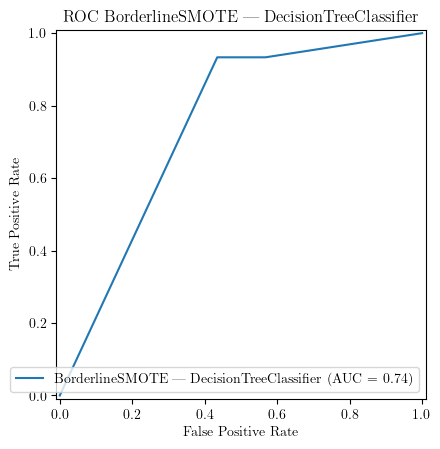 ROC BorderlineSMOTE — DecisionTreeClassifier
1.0
0.8
0.6
0.4
0.2
0.0
True Positive Rate
BorderlineSMOTE — DecisionTreeClassifier (AUC = 0.74)
0.0 0.2 0.4 0.6 0.8 1.0
False Positive Rate